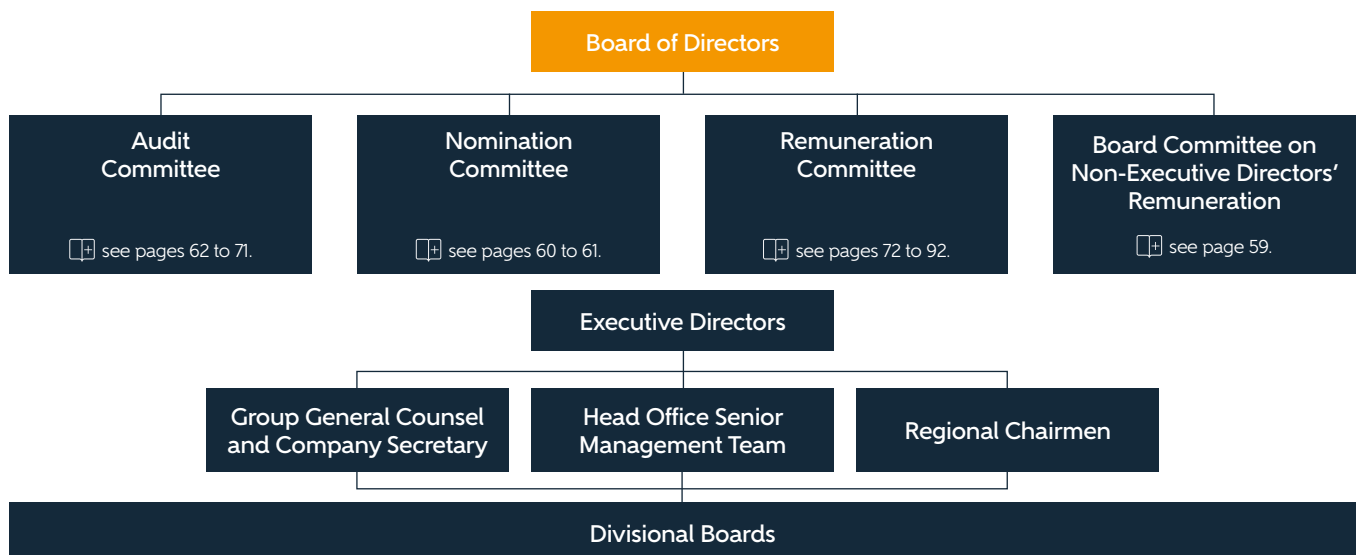 Board of Directors
Audit
Committee
see pages 62 to 71.
Nomination
Committee
see pages 60 to 61.
Remuneration
Committee
see pages 72 to 92.
Board Committee on
Non-Executive Directors’
Remuneration
see page 59.
Executive Directors
Group General Counsel
and Company Secretary
Head Office Senior
Management Team
Regional Chairmen
Divisional Boards